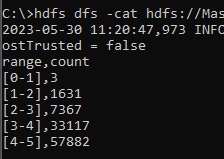 C:\>hdfs dfs -cat hdfs://Mas
2023-05-30 11:20:47,973 INFO
ostTrusted = false
range,count
[0-1],3
[1-2],1631
[2-3],7367
[3-4],33117
[4-5],57882